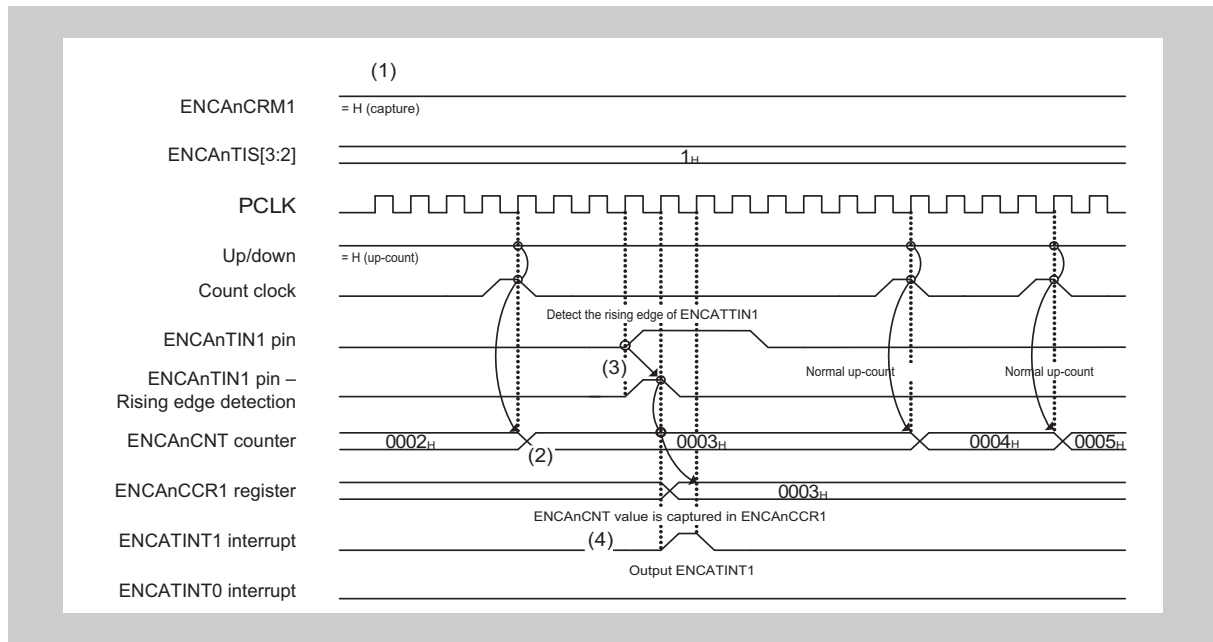 (1)
ENCAnCRM1
= H (capture)
ENCAnTIS[3:2]
1H
PCLK
Up/down
= H (up-count)
Count clock
Detect the rising edge of ENCATTIN1
ENCAnTIN1 pin
(3)
Normal up-count
Normal up-count
ENCAnTIN1 pin –
Rising edge detection
ENCAnCNT counter
0002H
(2)
0003H
0004H
0005H
ENCAnCCR1 register
0003H
ENCAnCNT value is captured in ENCAnCCR1
ENCATINT1 interrupt
(4)
Output ENCATINT1
ENCATINT0 interrupt